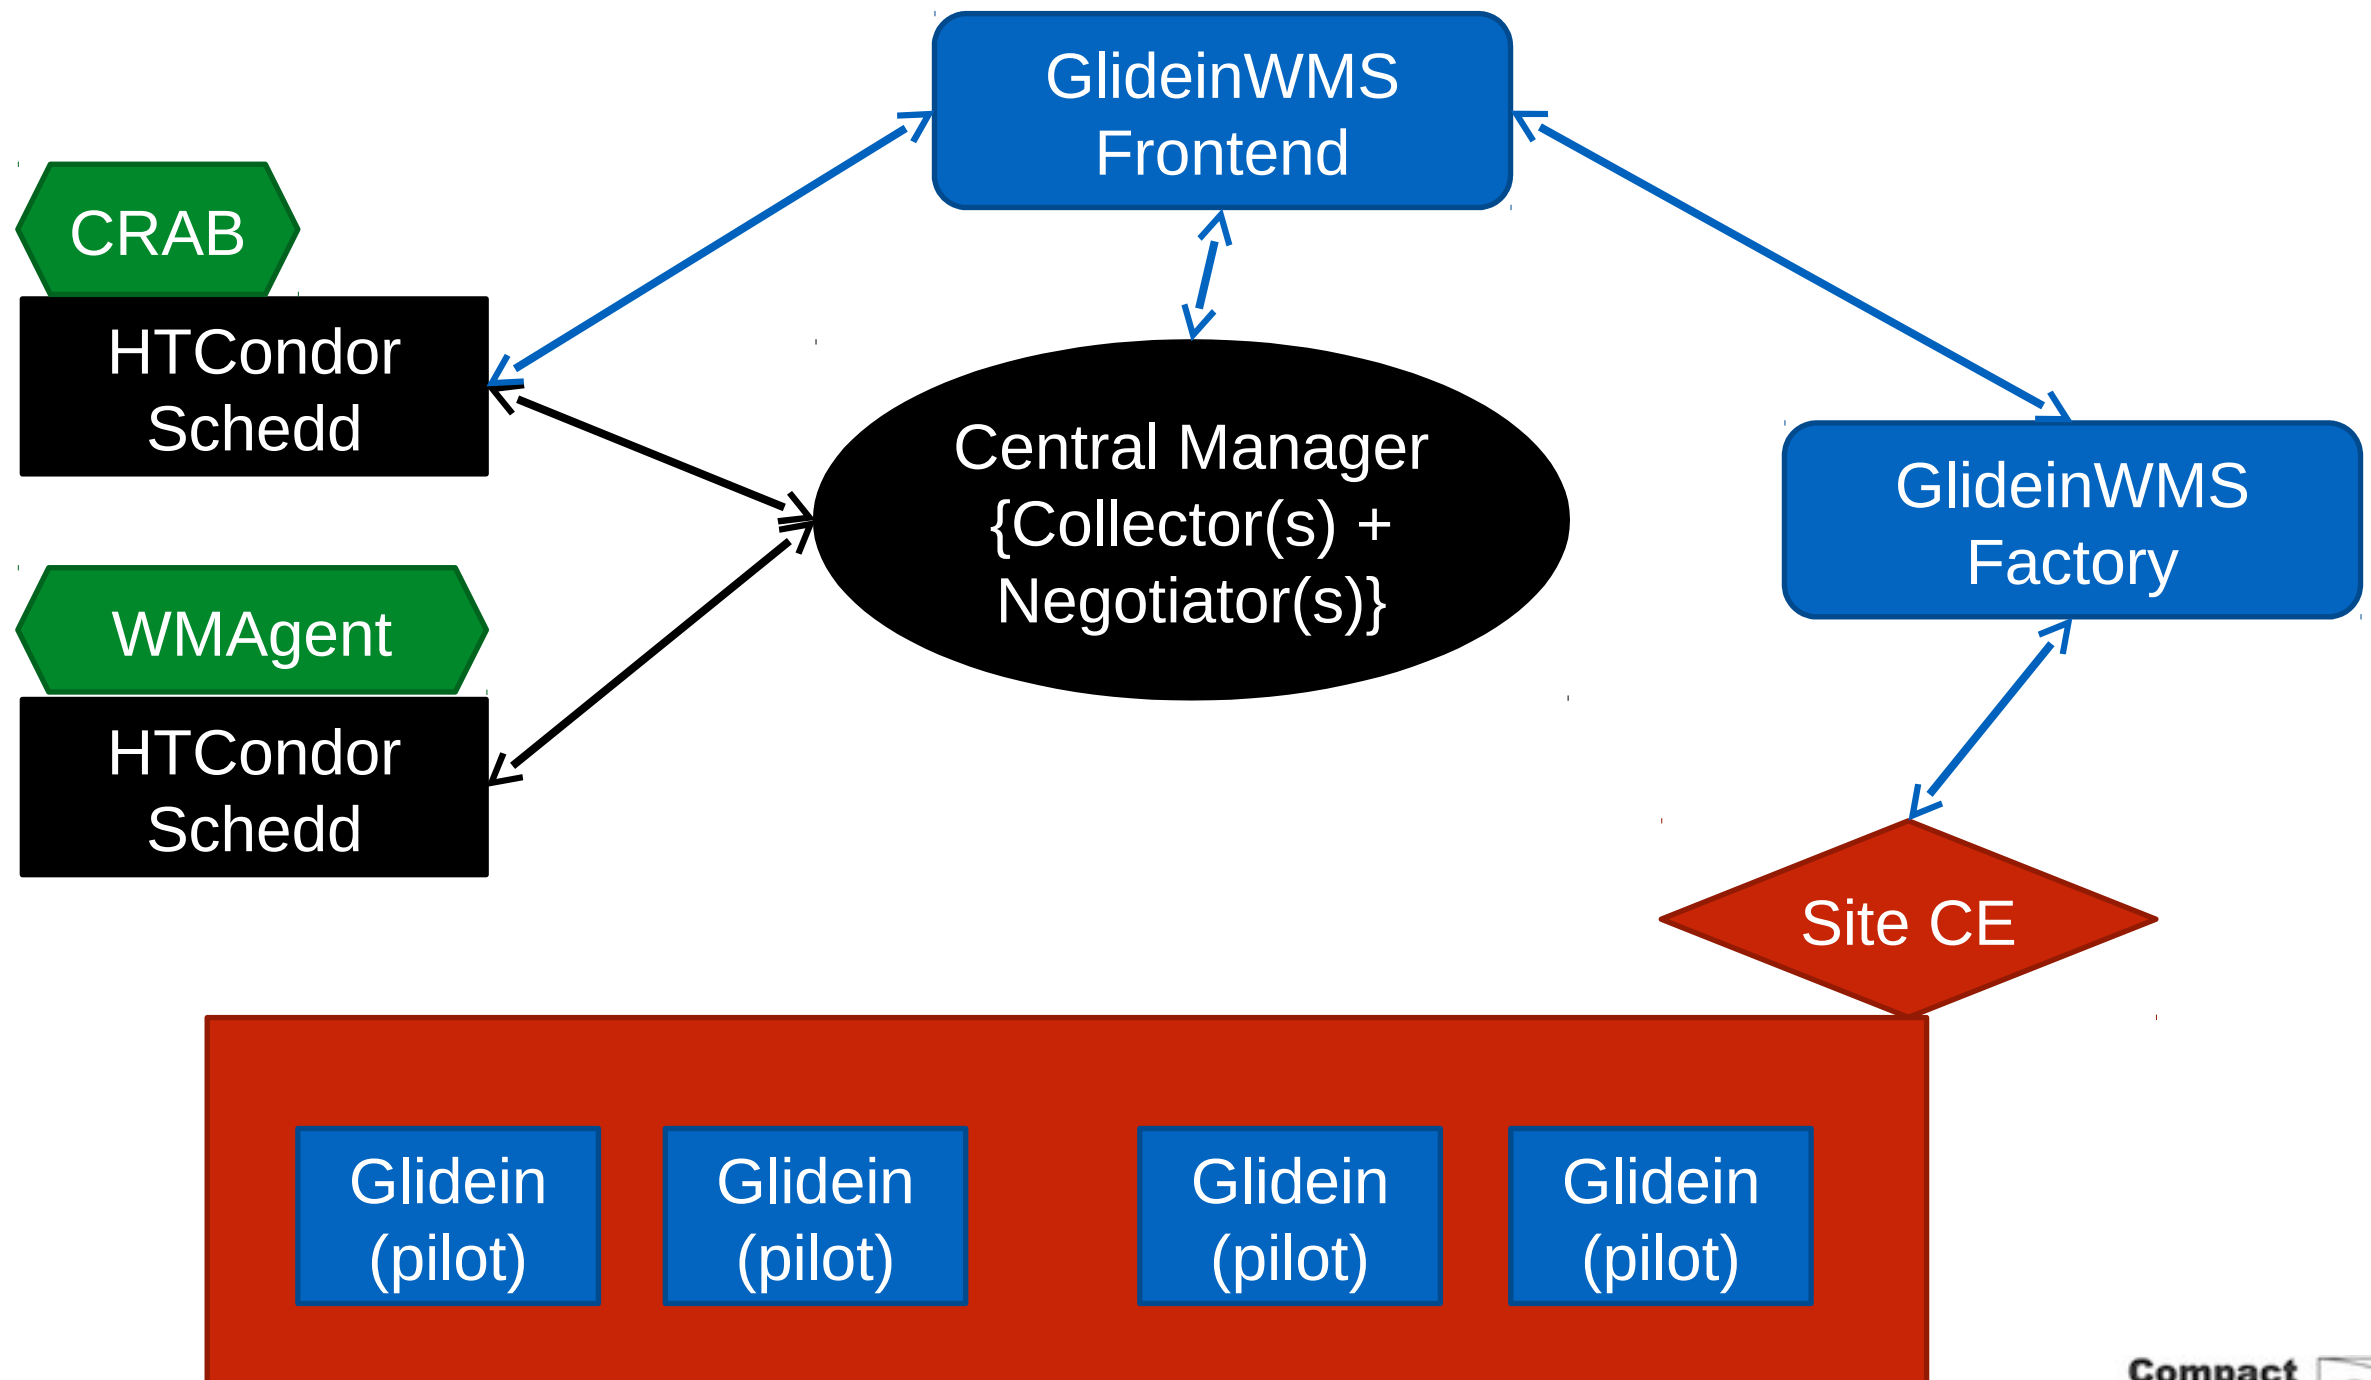 GlideinWMS
Frontend
CRAB
HTCondor
Schedd
Central Manager
{Collector(s) +
Negotiator(s)}
GlideinWMS
Factory
WMAgent
HTCondor
Schedd
Site CE
Glidein
(pilot)
Glidein
(pilot)
Glidein
(pilot)
Glidein
(pilot)
Compact